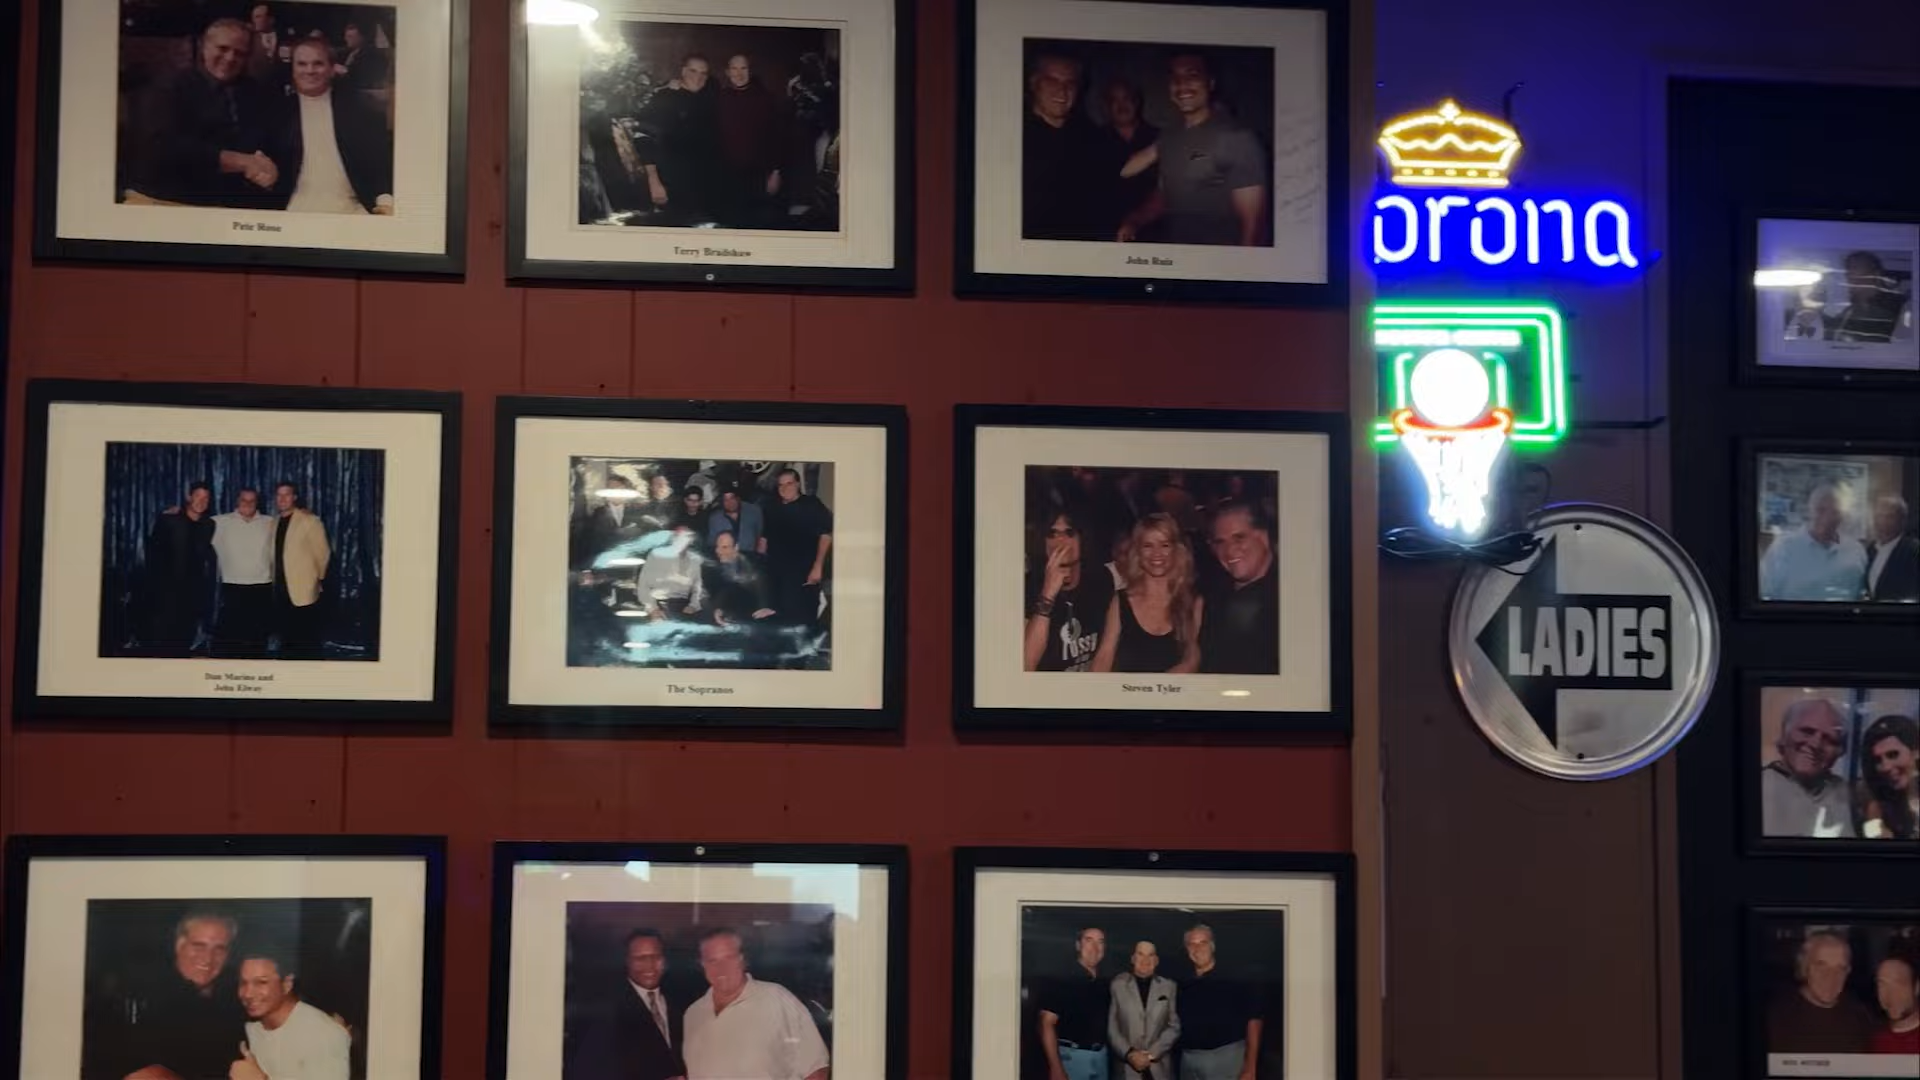 Pete Rose
Terry Bradshaw
John Ruiz
orona
Dan Marino and
John Elway
The Sopranos
Steven Tyler
LADIES